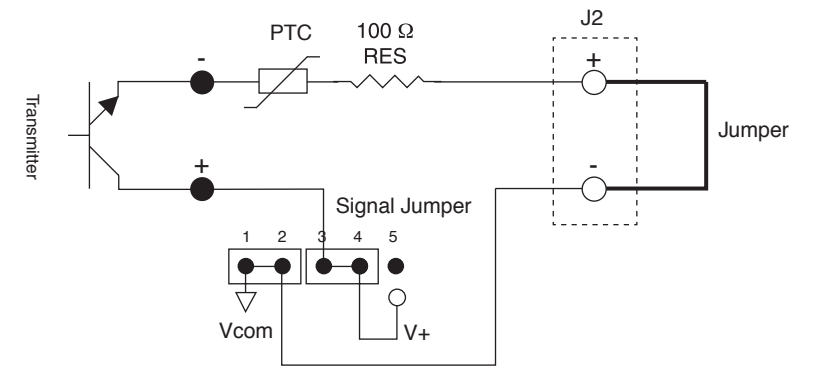 J2
PTC
100 Ω
RES
-
+
Transmitter
Jumper
+
-
Signal Jumper
1 2 3 4 5
Vcom
V+